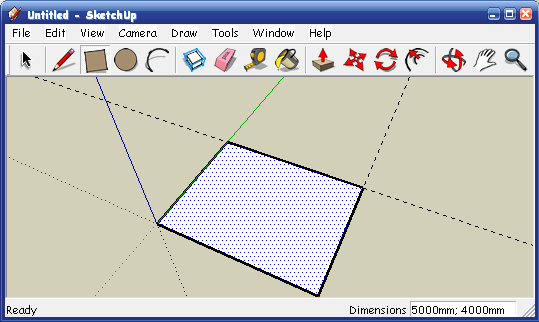 Untitled - SketchUp
File Edit View Camera Draw Tools Window Help
Ready Dimensions 5000mm; 4000mm